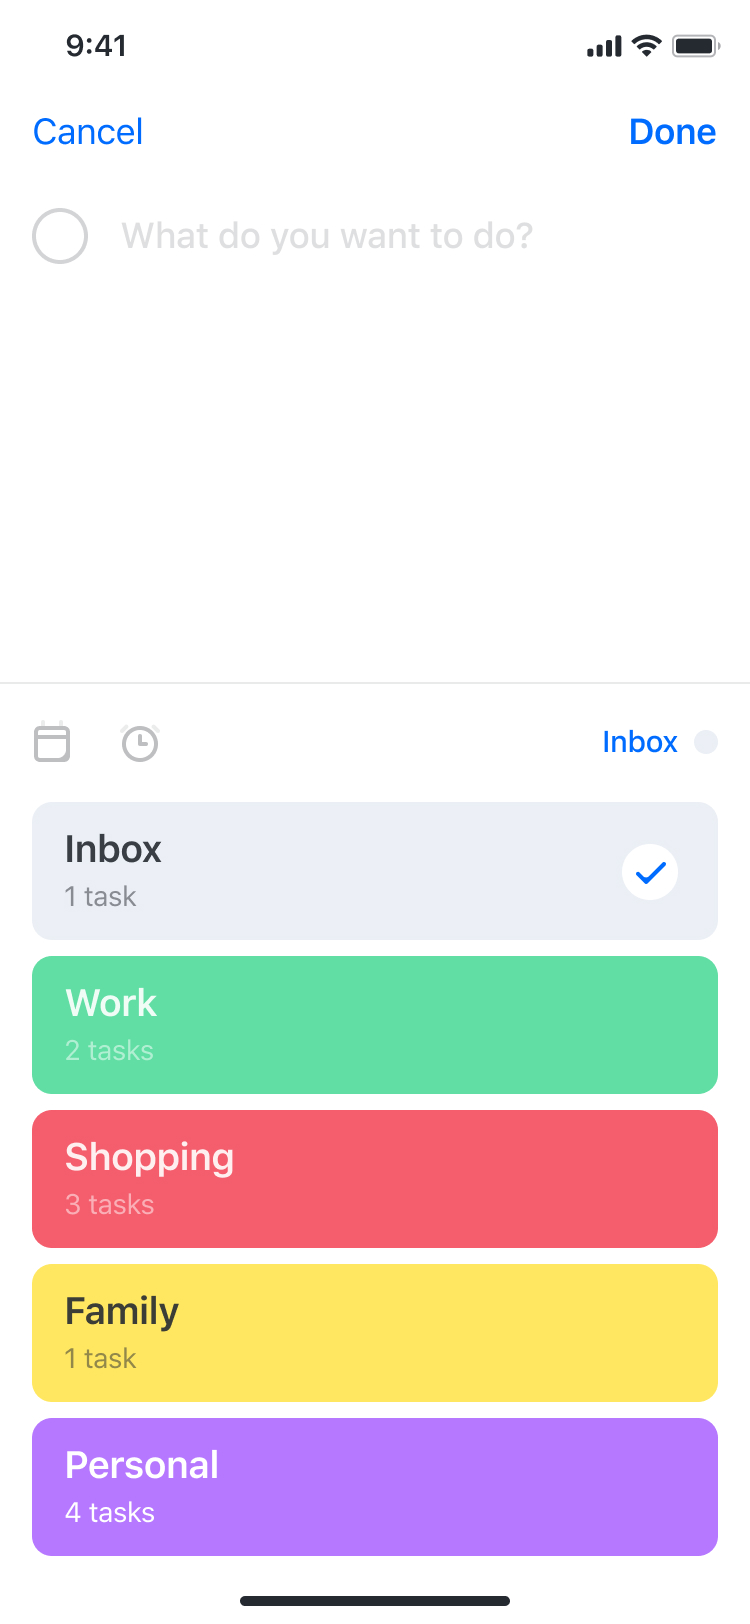 9:41
Cancel
Done
What do you want to do?
Inbox
Inbox
1 task
Work
2 tasks
Shopping
3 tasks
Family
1 task
Personal
4 tasks